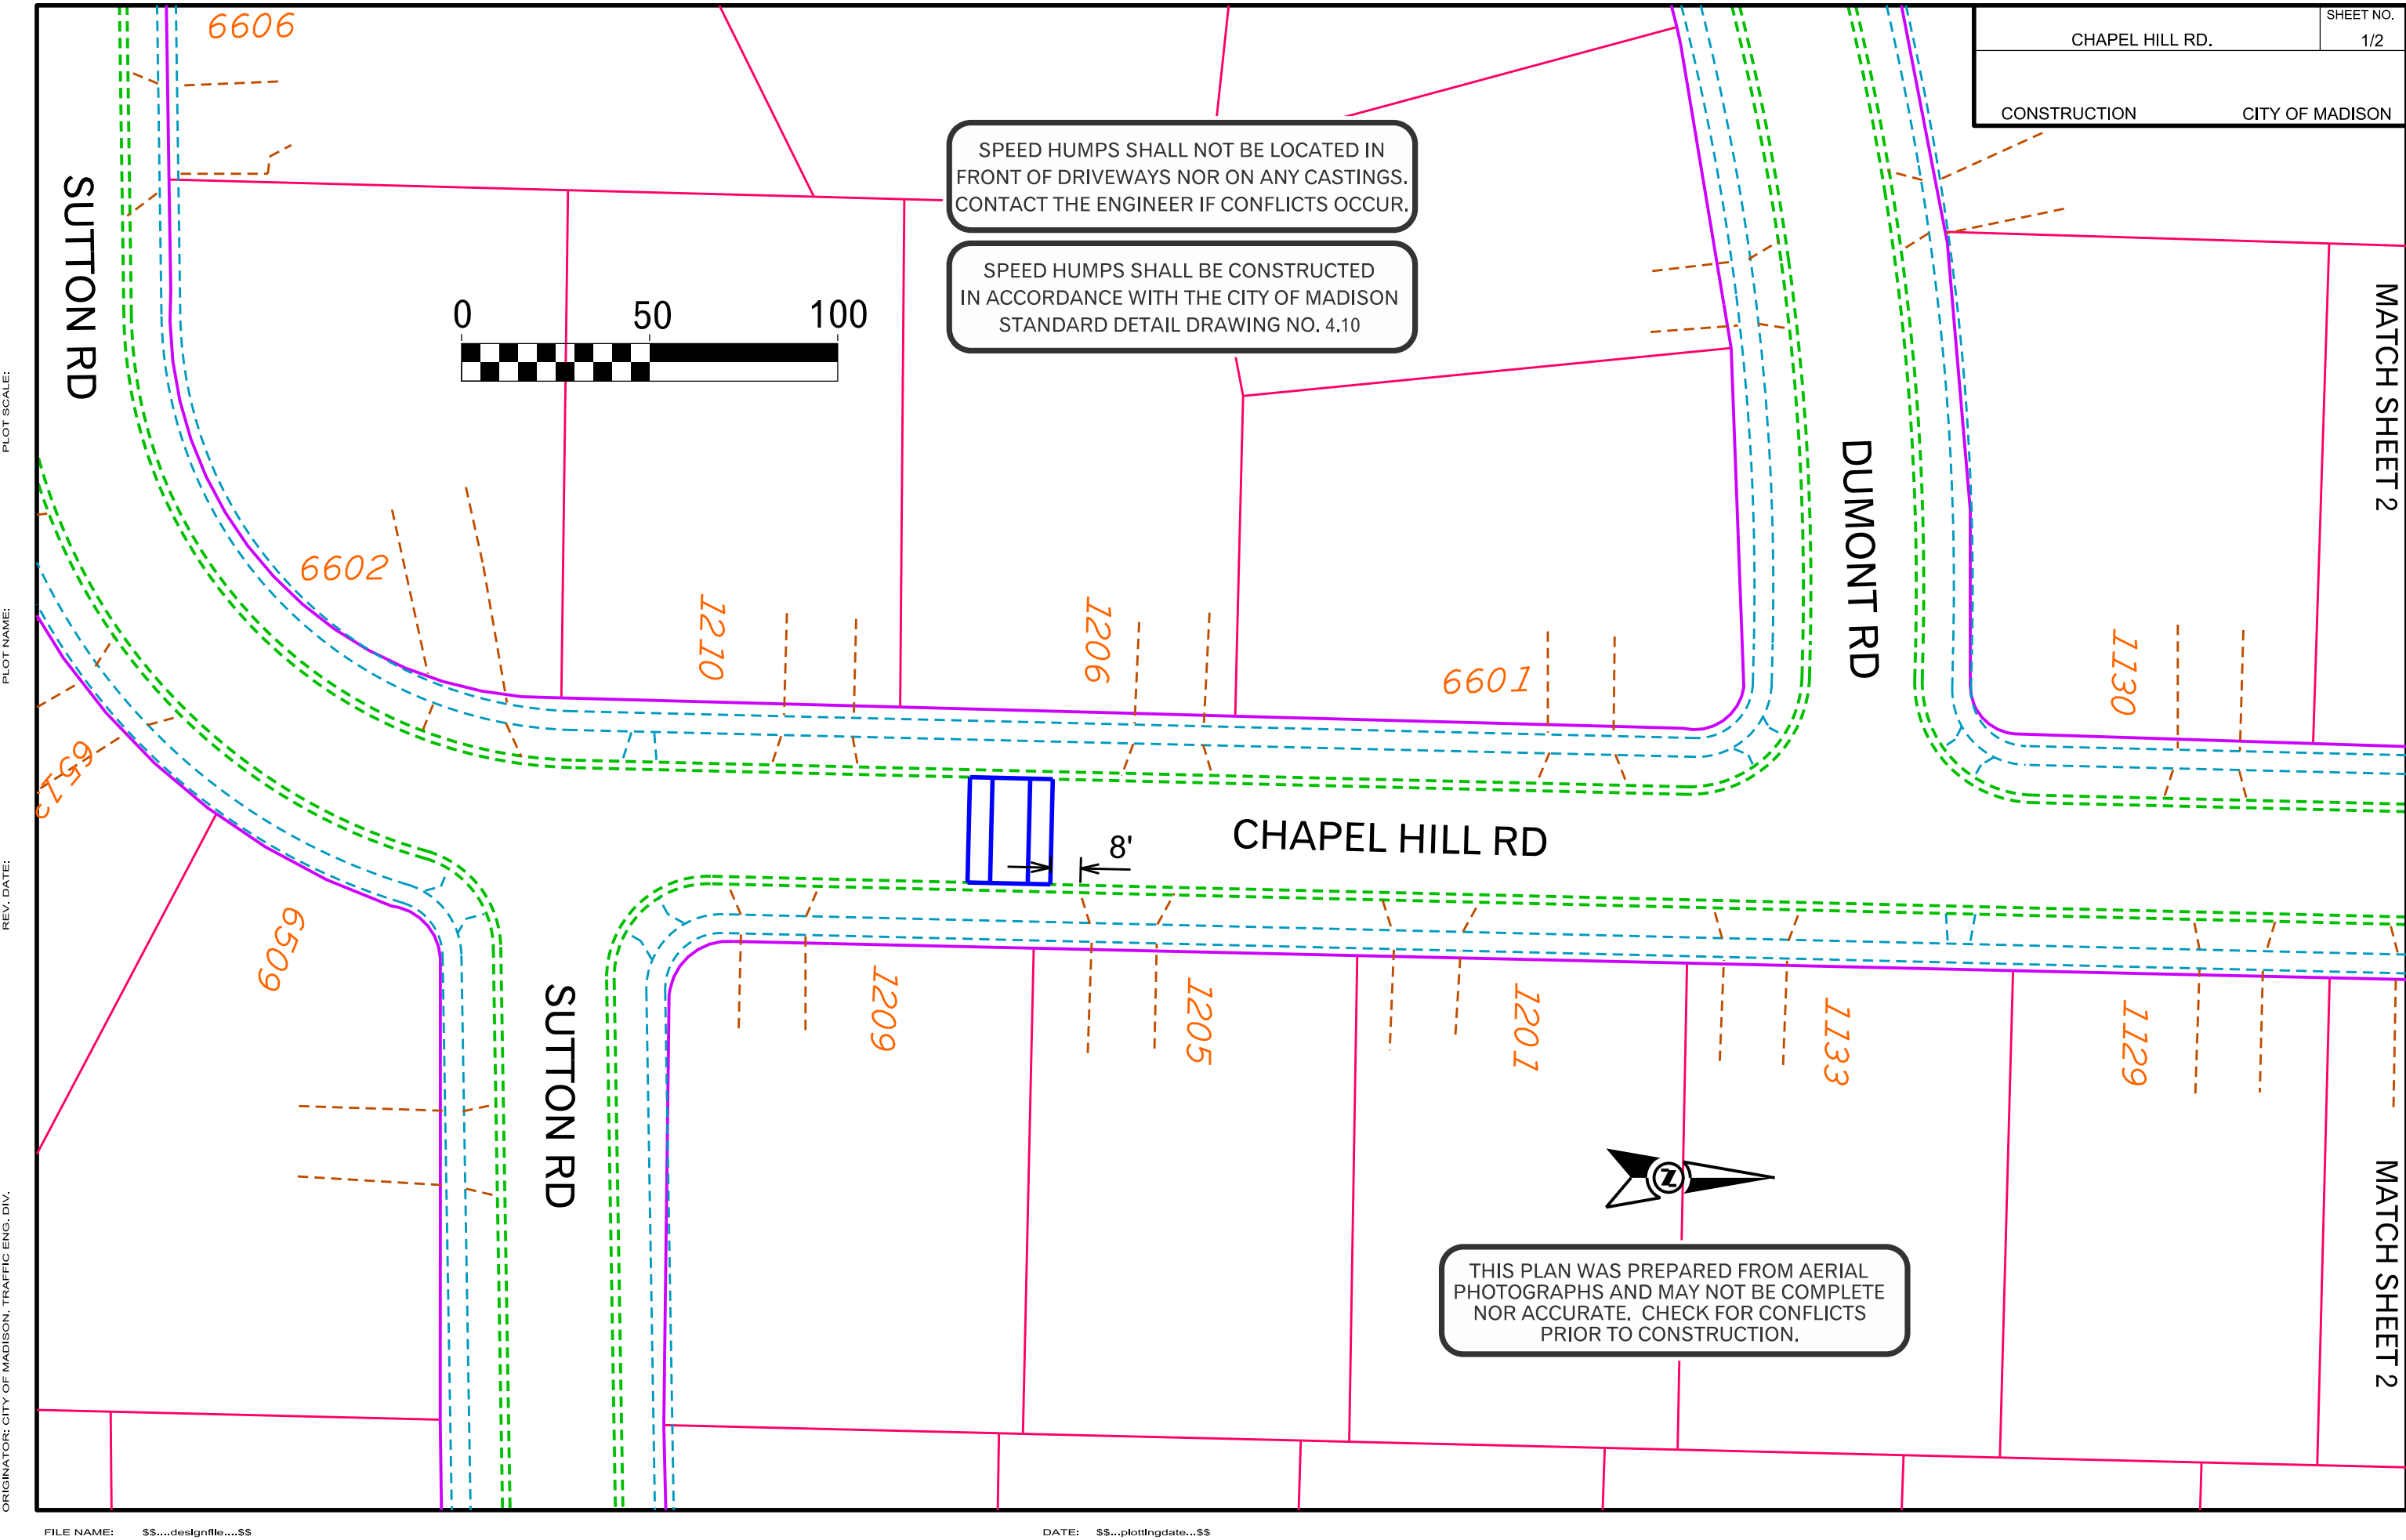 CHAPEL HILL RD.
SHEET NO.
1/2
CONSTRUCTION
CITY OF MADISON
6606
SPEED HUMPS SHALL NOT BE LOCATED IN
FRONT OF DRIVEWAYS NOR ON ANY CASTINGS.
CONTACT THE ENGINEER IF CONFLICTS OCCUR.
SPEED HUMPS SHALL BE CONSTRUCTED
IN ACCORDANCE WITH THE CITY OF MADISON
STANDARD DETAIL DRAWING NO. 4.10
SUTTON RD
0 50 100
MATCH SHEET 2
DUMONT RD
6602
1210
1206
6601
1130
CHAPEL HILL RD
8'
6509
SUTTON RD
1209
1205
1201
1133
1129
Z
MATCH SHEET 2
THIS PLAN WAS PREPARED FROM AERIAL
PHOTOGRAPHS AND MAY NOT BE COMPLETE
NOR ACCURATE. CHECK FOR CONFLICTS
PRIOR TO CONSTRUCTION.
PLOT SCALE:
PLOT NAME:
REV. DATE:
ORIGINATOR: CITY OF MADISON, TRAFFIC ENG. DIV.
FILE NAME: $$....designfile....$$
DATE: $$...plottingdate...$$